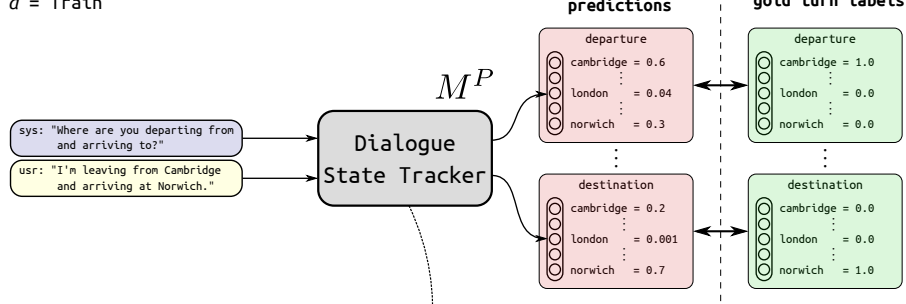 d = Train
predictions
gold turn labels
sys: "Where are you departing from
and arriving to?"
usr: "I'm leaving from Cambridge
and arriving at Norwich."
M^P
Dialogue
State Tracker
departure
cambridge = 0.6
⋮
london = 0.04
⋮
norwich = 0.3
⋮
destination
cambridge = 0.2
⋮
london = 0.001
⋮
norwich = 0.7
departure
cambridge = 1.0
⋮
london = 0.0
⋮
norwich = 0.0
⋮
destination
cambridge = 0.0
⋮
london = 0.0
⋮
norwich = 1.0